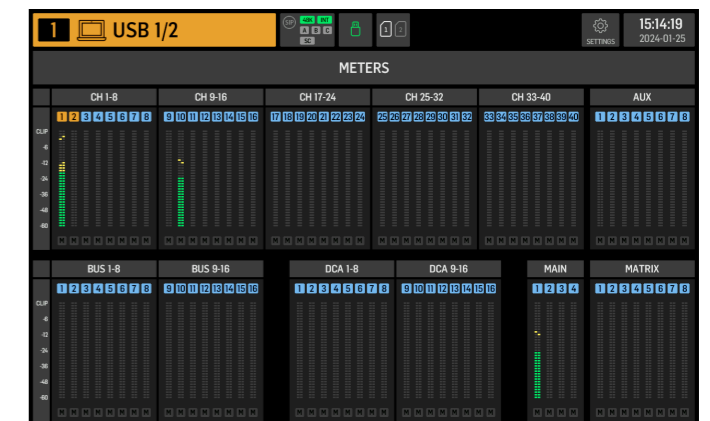 1 USB 1/2 SIP 48K INT A B C SC 1 2 SETTINGS 15:14:19
2024-01-25
METERS
CH 1-8 CH 9-16 CH 17-24 CH 25-32 CH 33-40 AUX
1 2 3 4 5 6 7 8 9 10 11 12 13 14 15 16 17 18 19 20 21 22 23 24 25 26 27 28 29 30 31 32 33 34 35 36 37 38 39 40 1 2 3 4 5 6 7 8
CLIP
-6
-12
-24
-36
-48
-60
M M M M M M M M M M M M M M M M M M M M M M M M M M M M M M M M M M M M M M M M M M M M M M M M
BUS 1-8 BUS 9-16 DCA 1-8 DCA 9-16 MAIN MATRIX
1 2 3 4 5 6 7 8 9 10 11 12 13 14 15 16 1 2 3 4 5 6 7 8 9 10 11 12 13 14 15 16 1 2 3 4 1 2 3 4 5 6 7 8
CLIP
-6
-12
-24
-36
-48
-60
M M M M M M M M M M M M M M M M M M M M M M M M M M M M M M M M M M M M M M M M M M M M